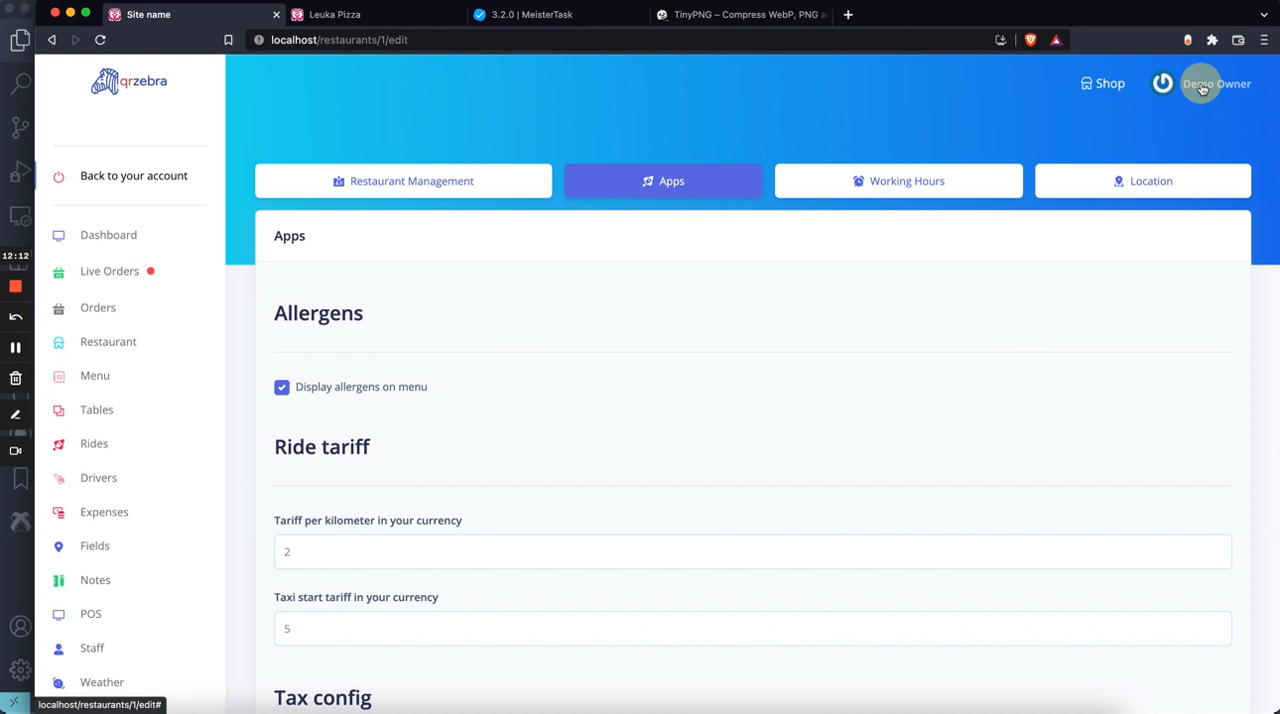 Site name
Leuka Pizza
3.2.0 | MeisterTask
TinyPNG – Compress WebP, PNG a
localhost/restaurants/1/edit
qrzebra
Shop
Demo Owner
Back to your account
Restaurant Management
Apps
Working Hours
Location
Dashboard
Live Orders
Orders
Restaurant
Menu
Tables
Rides
Drivers
Expenses
Fields
Notes
POS
Staff
Weather
12:12
Apps
Allergens
Display allergens on menu
Ride tariff
Tariff per kilometer in your currency
2
Taxi start tariff in your currency
5
Tax config
localhost/restaurants/1/edit#